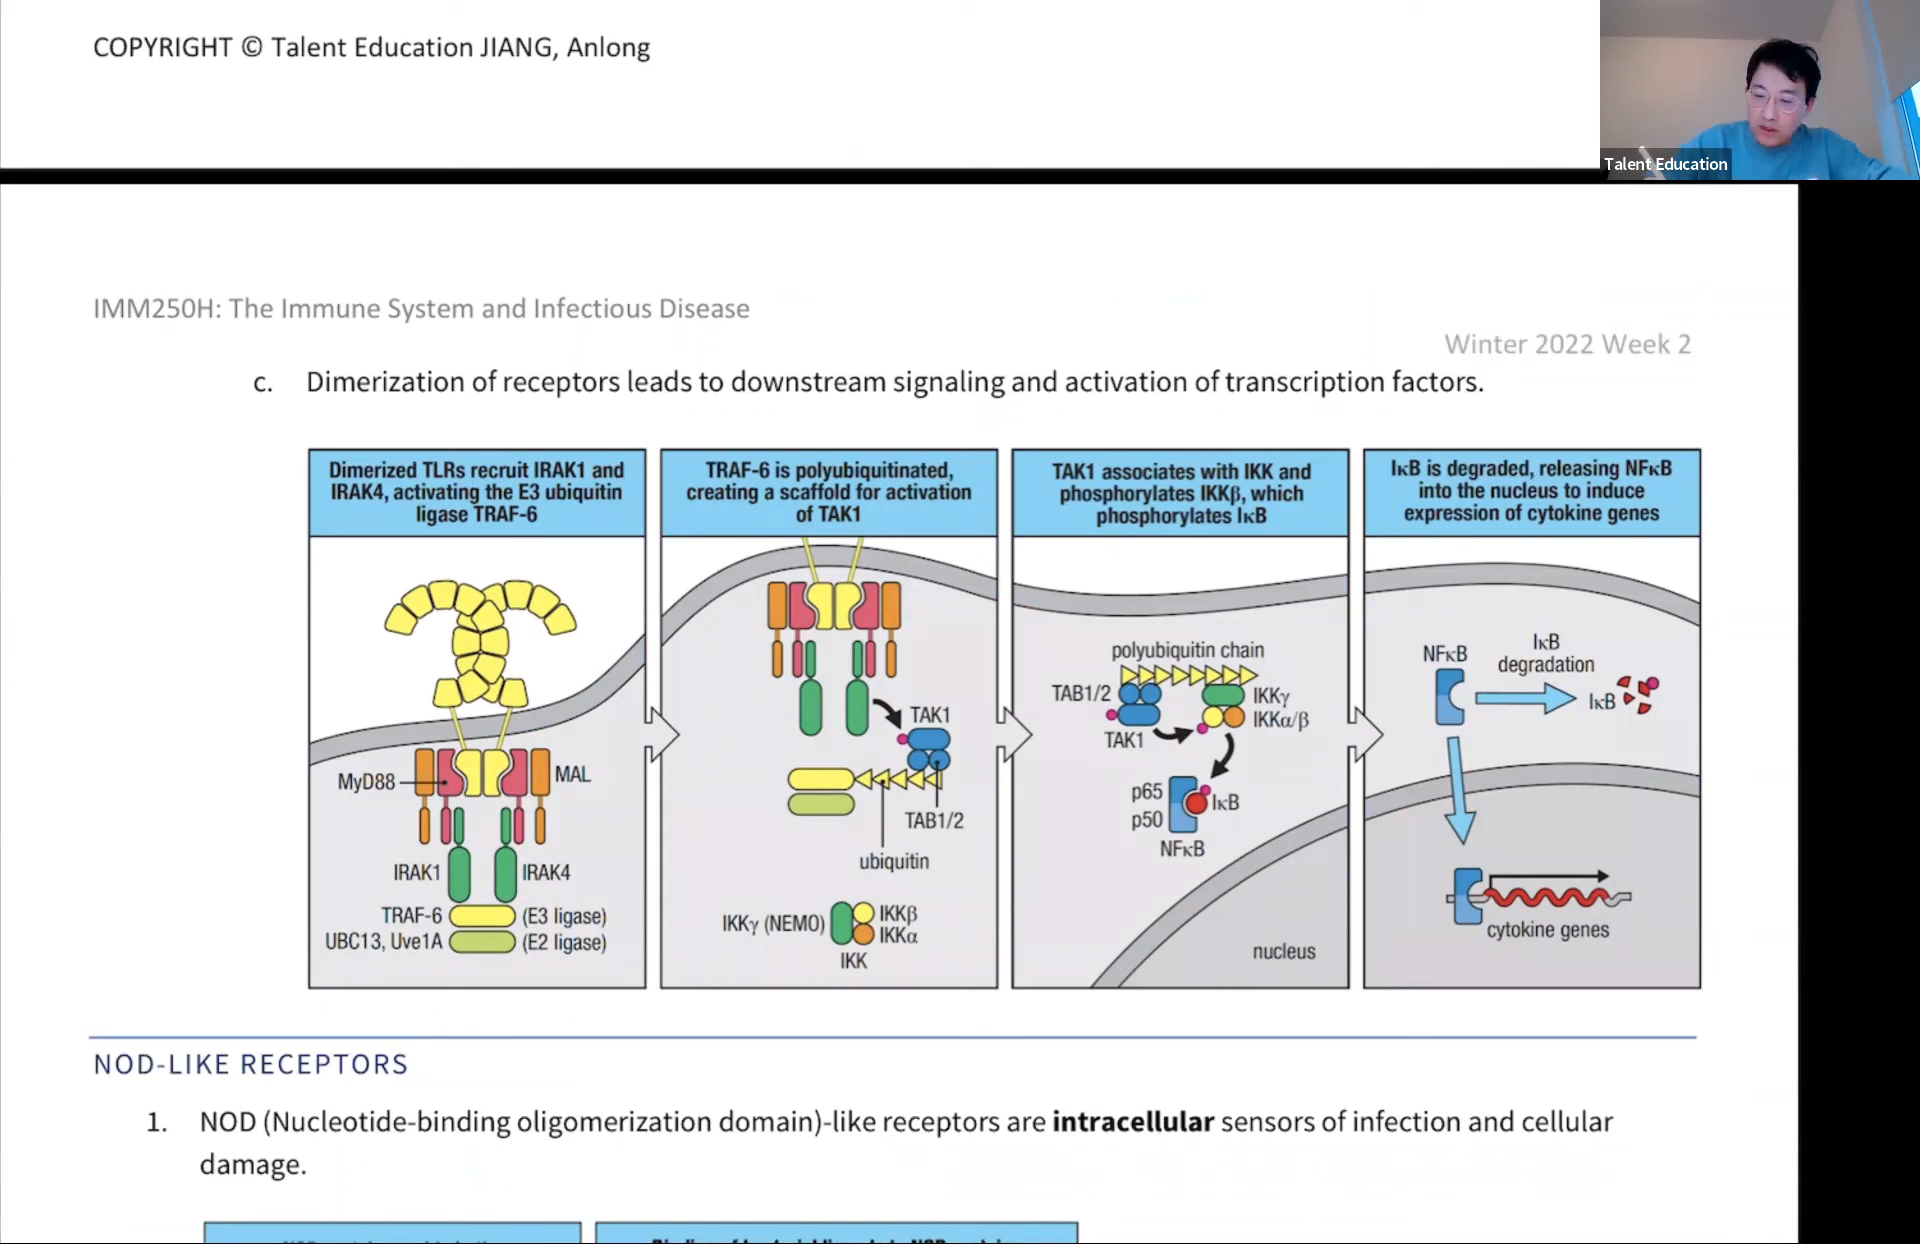 COPYRIGHT © Talent Education JIANG, Anlong
Talent Education
IMM250H: The Immune System and Infectious Disease
Winter 2022 Week 2
c. Dimerization of receptors leads to downstream signaling and activation of transcription factors.
Dimerized TLRs recruit IRAK1 and
IRAK4, activating the E3 ubiquitin
ligase TRAF-6
MyD88
MAL
IRAK1
IRAK4
TRAF-6
(E3 ligase)
UBC13, Uve1A
(E2 ligase)
TRAF-6 is polyubiquitinated,
creating a scaffold for activation
of TAK1
TAK1
TAB1/2
ubiquitin
IKKγ (NEMO)
IKKβ
IKKα
IKK
TAK1 associates with IKK and
phosphorylates IKKβ, which
phosphorylates IκB
polyubiquitin chain
TAB1/2
IKKγ
IKKα/β
TAK1
p65
IκB
p50
NFκB
nucleus
IκB is degraded, releasing NFκB
into the nucleus to induce
expression of cytokine genes
NFκB
IκB
degradation
IκB
cytokine genes
NOD-LIKE RECEPTORS
1. NOD (Nucleotide-binding oligomerization domain)-like receptors are intracellular sensors of infection and cellular
damage.